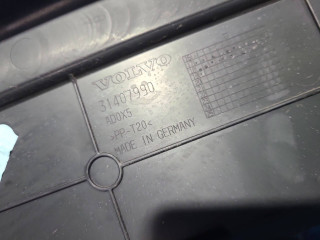 VOLVO
31407990
>PP-T20<
MADE IN GERMANY